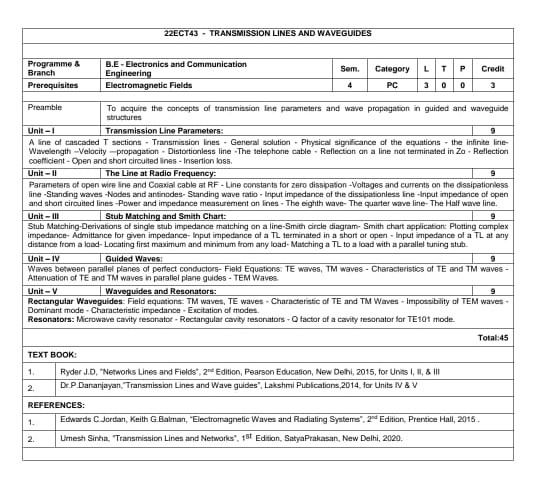 22ECT43 - TRANSMISSION LINES AND WAVEGUIDES
Programme & Branch B.E - Electronics and Communication Engineering Sem. Category L T P Credit
Prerequisites Electromagnetic Fields 4 PC 3 0 0 3
Preamble To acquire the concepts of transmission line parameters and wave propagation in guided and waveguide
structures
Unit – I Transmission Line Parameters: 9
A line of cascaded T sections - Transmission lines - General solution - Physical significance of the equations - the infinite line-
Wavelength –Velocity —propagation - Distortionless line -The telephone cable - Reflection on a line not terminated in Zo - Reflection
coefficient - Open and short circuited lines - Insertion loss.
Unit – II The Line at Radio Frequency: 9
Parameters of open wire line and Coaxial cable at RF - Line constants for zero dissipation -Voltages and currents on the dissipationless
line -Standing waves -Nodes and antinodes- Standing wave ratio - Input impedance of the dissipationless line -Input impedance of open
and short circuited lines –Power and impedance measurement on lines - The eighth wave- The quarter wave line- The Half wave line.
Unit – III Stub Matching and Smith Chart: 9
Stub Matching-Derivations of single stub impedance matching on a line-Smith circle diagram- Smith chart application: Plotting complex
impedance- Admittance for given impedance- Input impedance of a TL terminated in a short or open - Input impedance of a TL at any
distance from a load- Locating first maximum and minimum from any load- Matching a TL to a load with a parallel tuning stub.
Unit – IV Guided Waves: 9
Waves between parallel planes of perfect conductors- Field Equations: TE waves, TM waves - Characteristics of TE and TM waves -
Attenuation of TE and TM waves in parallel plane guides - TEM Waves.
Unit – V Waveguides and Resonators: 9
Rectangular Waveguides: Field equations: TM waves, TE waves - Characteristic of TE and TM Waves - Impossibility of TEM waves -
Dominant mode - Characteristic impedance - Excitation of modes.
Resonators: Microwave cavity resonator - Rectangular cavity resonators - Q factor of a cavity resonator for TE101 mode.
Total:45
TEXT BOOK:
1. Ryder J.D, "Networks Lines and Fields", 2nd Edition, Pearson Education, New Delhi, 2015, for Units I, II, & III
2. Dr.P.Dananjayan,"Transmission Lines and Wave guides", Lakshmi Publications,2014, for Units IV & V
REFERENCES:
1. Edwards C.Jordan, Keith G.Balman, "Electromagnetic Waves and Radiating Systems", 2nd Edition, Prentice Hall, 2015 .
2. Umesh Sinha, "Transmission Lines and Networks", 1st Edition, SatyaPrakasan, New Delhi, 2020.